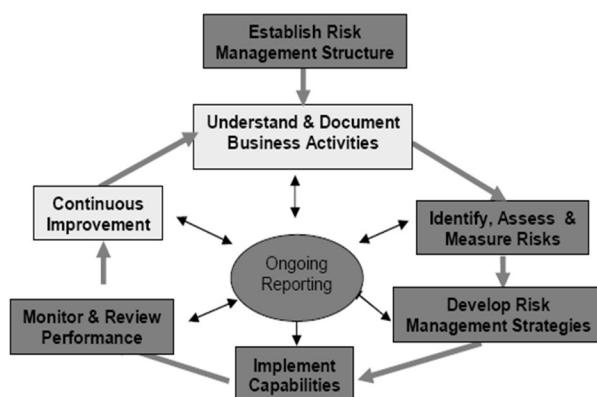 Establish Risk
Management Structure
Understand & Document
Business Activities
Continuous
Improvement
Identify, Assess &
Measure Risks
Ongoing
Reporting
Monitor & Review
Performance
Develop Risk
Management Strategies
Implement
Capabilities